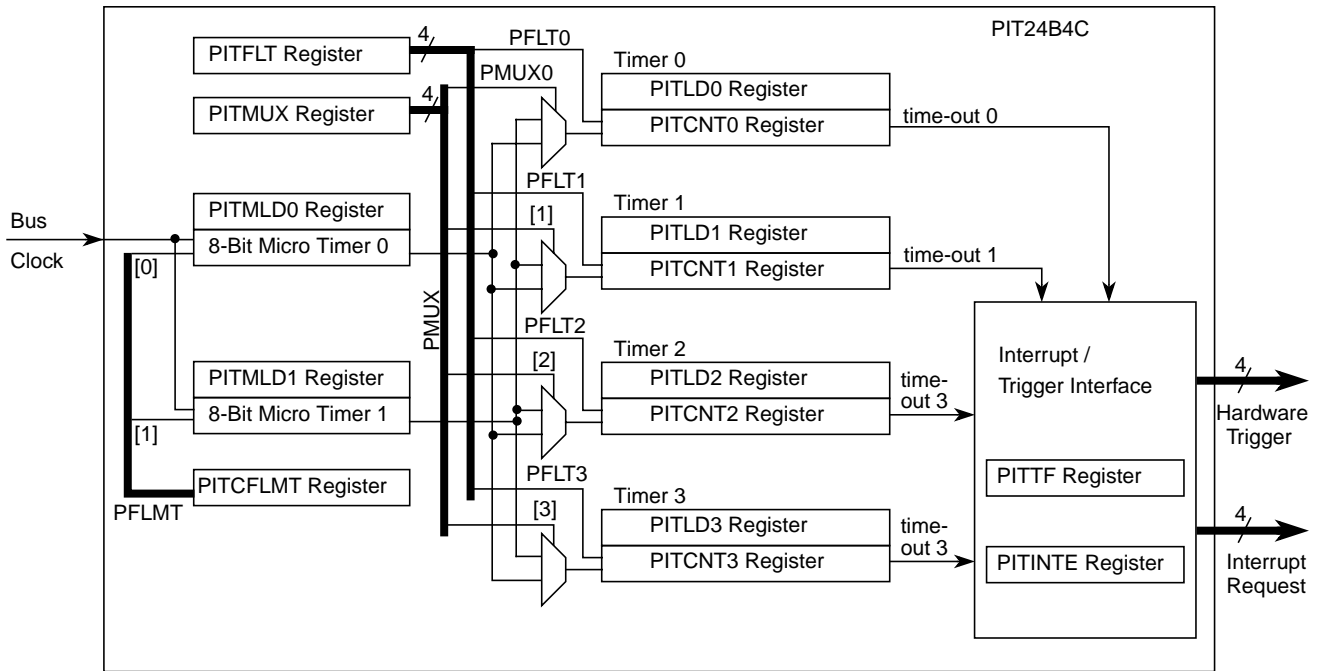 PIT24B4C
PITFLT Register
4
PFLT0
Timer 0
PITLD0 Register
PITCNT0 Register
time-out 0
PITMUX Register
4
PMUX0
PFLT1
Timer 1
PITLD1 Register
PITCNT1 Register
time-out 1
[1]
Bus
Clock
PITMLD0 Register
8-Bit Micro Timer 0
[0]
PMUX
PFLT2
Timer 2
PITLD2 Register
PITCNT2 Register
time-
out 3
[2]
PITMLD1 Register
8-Bit Micro Timer 1
[1]
PITCFLMT Register
PFLMT
PFLT3
Timer 3
PITLD3 Register
PITCNT3 Register
time-
out 3
[3]
Interrupt /
Trigger Interface
PITTF Register
PITINTE Register
4
Hardware
Trigger
4
Interrupt
Request